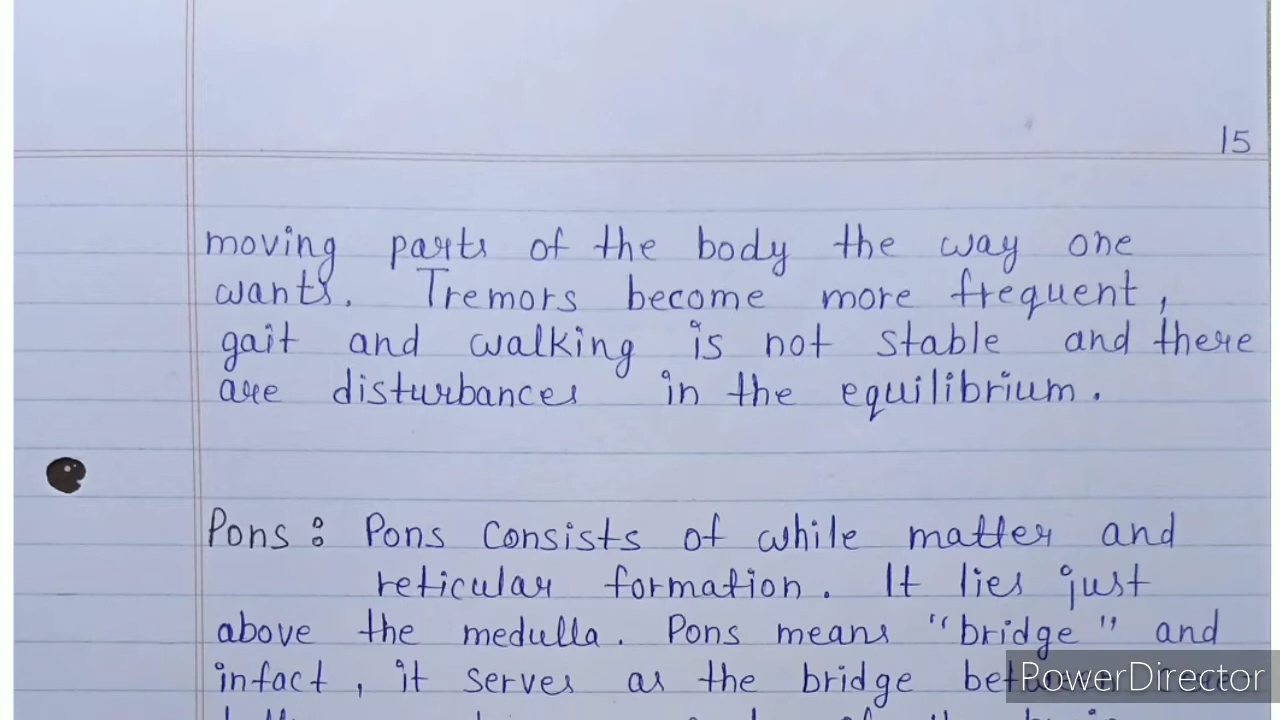 15
moving parts of the body the way one
wants. Tremors become more frequent,
gait and walking is not stable and there
are disturbances in the equilibrium.
Pons: Pons consists of while matter and
reticular formation. It lies just
above the medulla. Pons means "bridge" and
infact, it serves as the bridge between
PowerDirector